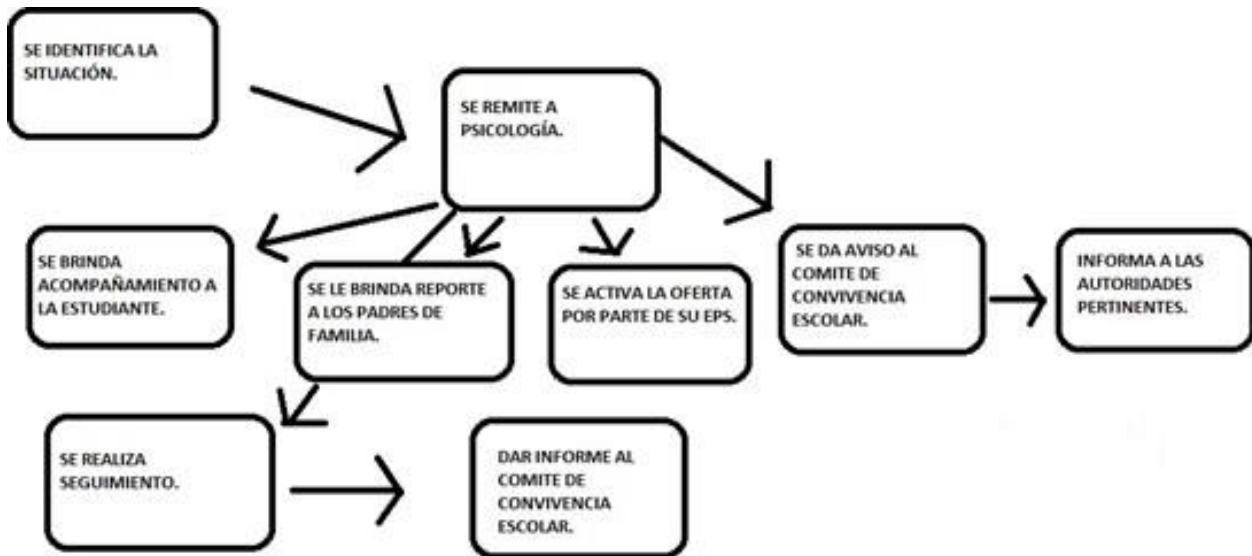 SE IDENTIFICA LA
SITUACIÓN.
SE REMITE A
PSICOLOGÍA.
SE BRINDA
ACOMPAÑAMIENTO A
LA ESTUDIANTE.
SE LE BRINDA REPORTE
A LOS PADRES DE
FAMILIA.
SE ACTIVA LA OFERTA
POR PARTE DE SU EPS.
SE DA AVISO AL
COMITE DE
CONVIVENCIA
ESCOLAR.
INFORMA A LAS
AUTORIDADES
PERTINENTES.
SE REALIZA
SEGUIMIENTO.
DAR INFORME AL
COMITE DE
CONVIVENCIA
ESCOLAR.